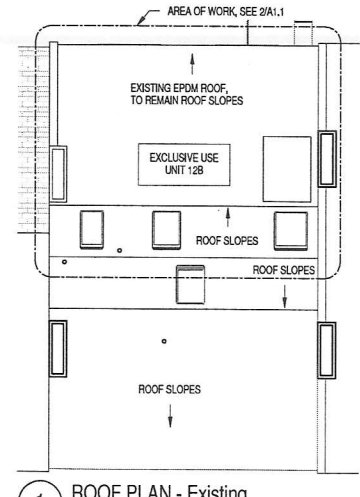 AREA OF WORK, SEE 2/A1.1
EXISTING EPDM ROOF,
TO REMAIN ROOF SLOPES
EXCLUSIVE USE
UNIT 12B
ROOF SLOPES
ROOF SLOPES
ROOF SLOPES
ROOF PLAN - Existing